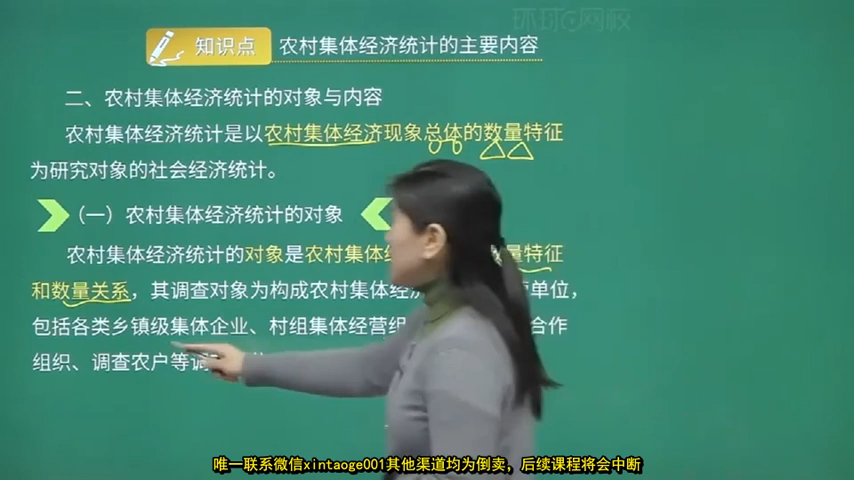 环球网校
知识点 农村集体经济统计的主要内容
二、农村集体经济统计的对象与内容
农村集体经济统计是以农村集体经济现象总体的数量特征
为研究对象的社会经济统计。
（一）农村集体经济统计的对象
农村集体经济统计的对象是农村集体 量特征
和数量关系，其调查对象为构成农村集体经 单位，
包括各类乡镇级集体企业、村组集体经营 合作
组织、调查农户等
唯一联系微信xintaoge001其他渠道均为倒卖，后续课程将会中断